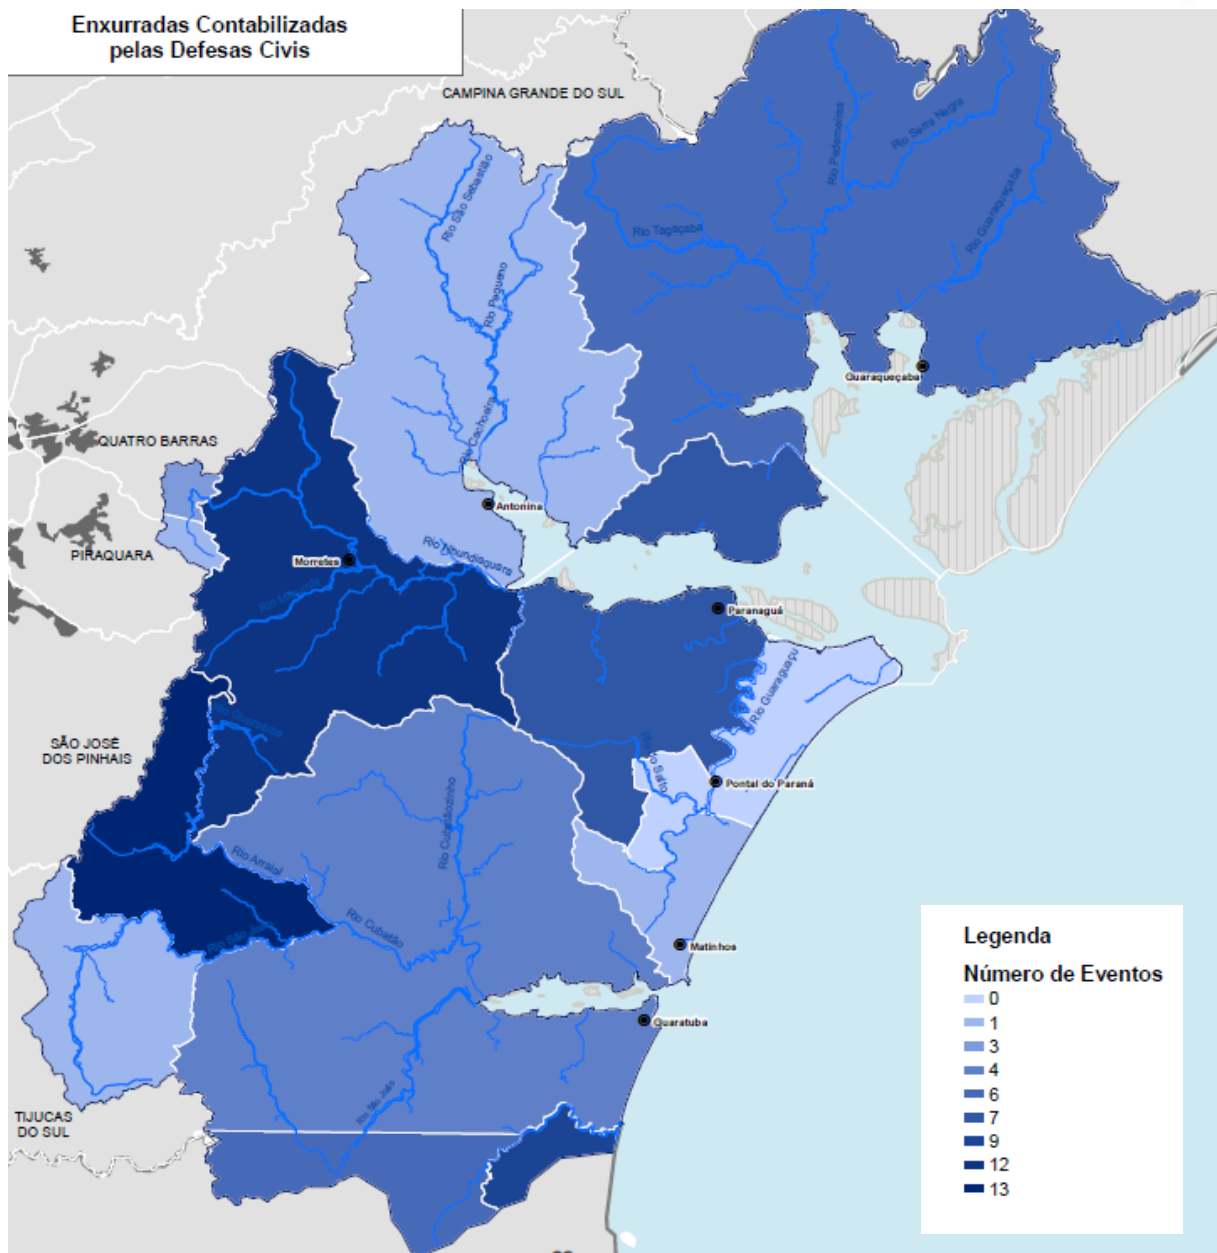 Enxurradas Contabilizadas
pelas Defesas Civis
CAMPINA GRANDE DO SUL
Rio São Sebastião
Rio Pequeno
Rio Cachoeira
Rio Tagaçaba
Rio Serra Negra
Rio Guaraqueçaba
Guaraqueçaba
QUATRO BARRAS
Antonina
PIRAQUARA
Morretes
Rio Nhundiaquara
Paranaguá
Rio Guaraguaçu
SÃO JOSÉ
DOS PINHAIS
Pontal do Paraná
Rio Cubatãozinho
Rio Arraial
Rio Cubatão
Matinhos
Guaratuba
Rio São João
TIJUCAS
DO SUL
Legenda
Número de Eventos
0
1
3
4
6
7
9
12
13